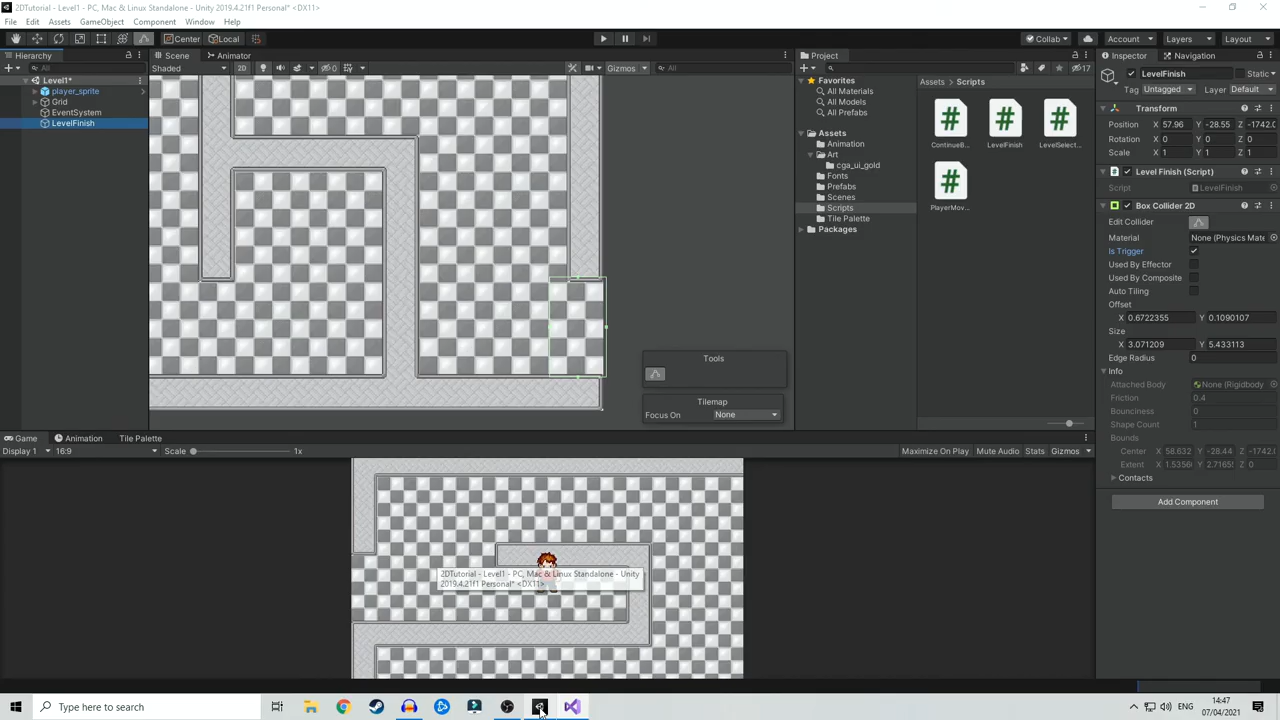 2DTutorial - Level1 - PC, Mac & Linux Standalone - Unity 2019.4.21f1 Personal* <DX11>
File Edit Assets GameObject Component Window Help
Center Local Collab Account Layers Layout
Hierarchy
All
Level1*
player_sprite
Grid
EventSystem
LevelFinish
Scene Animator
Shaded 2D 0 Gizmos All
Tools
Tilemap
Focus On None
Game Animation Tile Palette
Display 1 16:9 Scale 1x Maximize On Play Mute Audio Stats Gizmos
2DTutorial - Level1 - PC, Mac & Linux Standalone - Unity
2019.4.21f1 Personal* <DX11>
Project
17
Favorites
All Materials
All Models
All Prefabs
Assets
Animation
Art
cga_ui_gold
Fonts
Prefabs
Scenes
Scripts
Tile Palette
Packages
Assets Scripts
ContinueB... LevelFinish LevelSelect...
PlayerMov...
Inspector Navigation
LevelFinish Static
Tag Untagged Layer Default
Transform
Position X 57.96 Y -28.55 Z -1742.0
Rotation X 0 Y 0 Z 0
Scale X 1 Y 1 Z 1
Level Finish (Script)
Script LevelFinish
Box Collider 2D
Edit Collider
Material None (Physics Mate
Is Trigger
Used By Effector
Used By Composite
Auto Tiling
Offset
X 0.6722355 Y 0.1090107
Size
X 3.071209 Y 5.433113
Edge Radius 0
Info
Attached Body None (Rigidbody
Friction 0.4
Bounciness 0
Shape Count 1
Bounds
Center X 58.632 Y -28.44 Z -1742.0
Extent X 1.5356 Y 2.7165 Z 0
Contacts
Add Component
Type here to search
ENG
14:47
07/04/2021